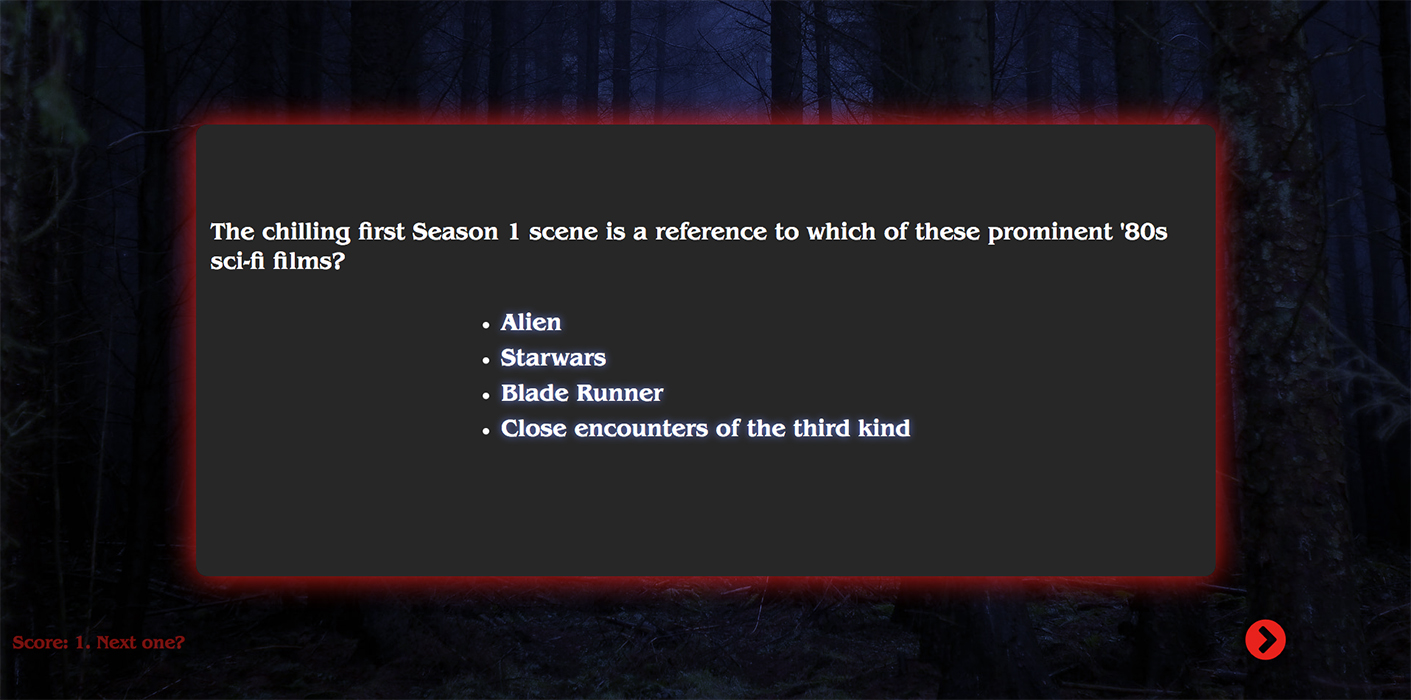 The chilling first Season 1 scene is a reference to which of these prominent '80s
sci-fi films?
Alien
Starwars
Blade Runner
Close encounters of the third kind
Score: 1. Next one?